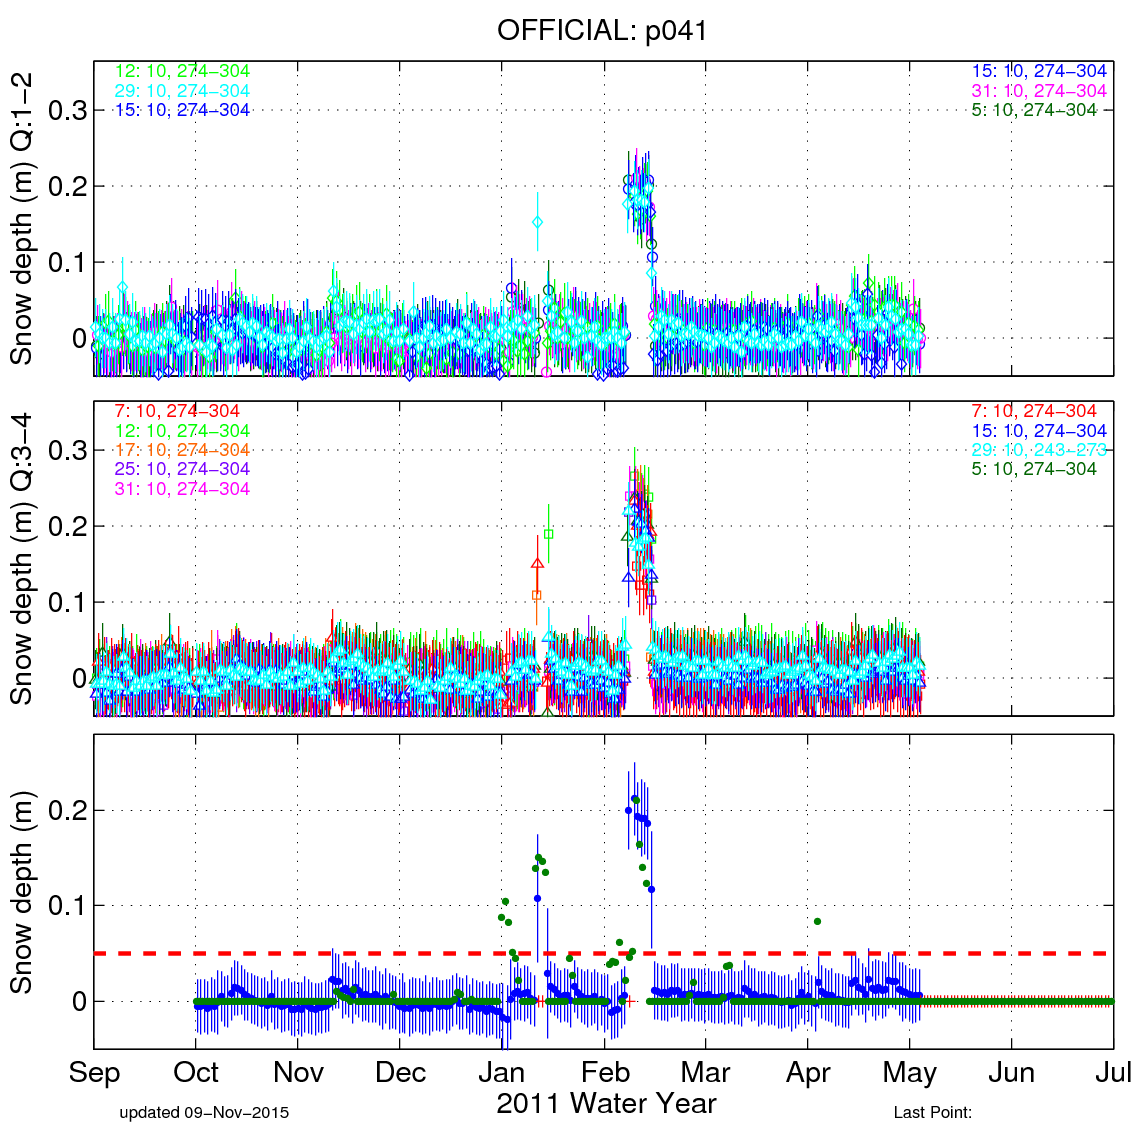 OFFICIAL: p041
Snow depth (m) Q:1−2
0.3
0.2
0.1
0
12: 10, 274−304
29: 10, 274−304
15: 10, 274−304
15: 10, 274−304
31: 10, 274−304
5: 10, 274−304
Snow depth (m) Q:3−4
0.3
0.2
0.1
0
7: 10, 274−304
12: 10, 274−304
17: 10, 274−304
25: 10, 274−304
31: 10, 274−304
7: 10, 274−304
15: 10, 274−304
29: 10, 243−273
5: 10, 274−304
Snow depth (m)
0.2
0.1
0
Sep Oct Nov Dec Jan Feb Mar Apr May Jun Jul
2011 Water Year
updated 09−Nov−2015
Last Point: